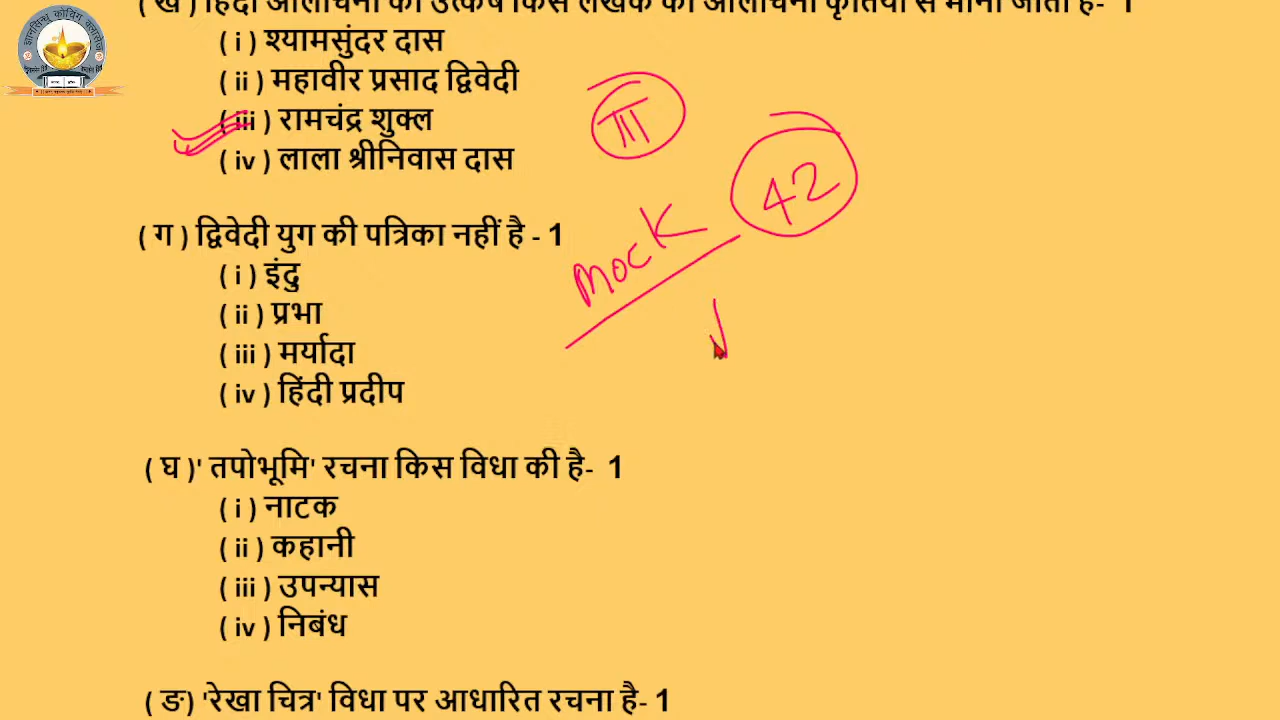 ( ख ) हिंदी आलोचना का उत्कर्ष किस लेखक की आलोचना कृतियों से माना जाता है- 1
( i ) श्यामसुंदर दास
( ii ) महावीर प्रसाद द्विवेदी
( iii ) रामचंद्र शुक्ल
III
( iv ) लाला श्रीनिवास दास
42
Mock
( ग ) द्विवेदी युग की पत्रिका नहीं है - 1
( i ) इंदु
( ii ) प्रभा
( iii ) मर्यादा
( iv ) हिंदी प्रदीप
( घ )' तपोभूमि' रचना किस विधा की है- 1
( i ) नाटक
( ii ) कहानी
( iii ) उपन्यास
( iv ) निबंध
( ङ) 'रेखा चित्र' विधा पर आधारित रचना है- 1